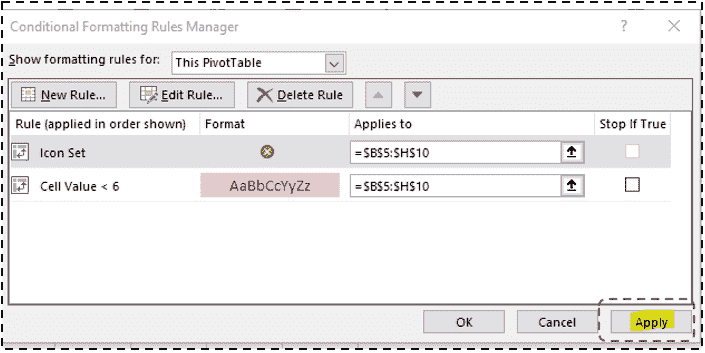 Conditional Formatting Rules Manager ? X
Show formatting rules for: This PivotTable
New Rule... Edit Rule... Delete Rule
Rule (applied in order shown) Format Applies to Stop If True
Icon Set =$B$5:$H$10
Cell Value < 6 AaBbCcYyZz =$B$5:$H$10
OK Cancel Apply